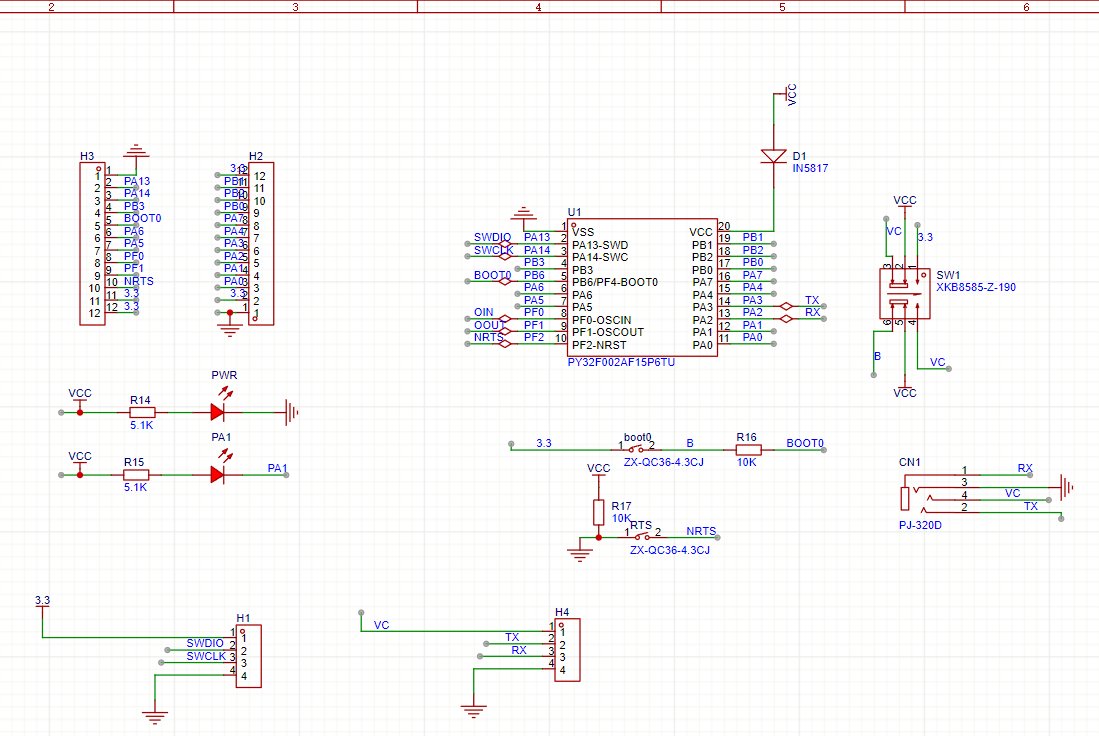 2 3 4 5 6
VCC
D1
IN5817
H3
1 1
2 2 PA13
3 3 PA14
4 4 PB3
5 5 BOOT0
6 6 PA6
7 7 PA5
8 8 PF0
9 9 PF1
10 10 NRTS
11 11 3.3
12 12 3.3
H2
3.3 12 12
PB1 11 11
PB2 10 10
PB0 9 9
PA7 8 8
PA4 7 7
PA3 6 6
PA2 5 5
PA1 4 4
PA0 3 3
3.3 2 2
1 1
U1
1 VSS VCC 20
SWDIO PA13 2 PA13-SWD PB1 19 PB1
SWCLK PA14 3 PA14-SWC PB2 18 PB2
PB3 4 PB3 PB0 17 PB0
BOOT0 PB6 5 PB6/PF4-BOOT0 PA7 16 PA7
PA6 6 PA6 PA4 15 PA4
PA5 7 PA5 PA3 14 PA3 TX
OIN PF0 8 PF0-OSCIN PA2 13 PA2 RX
OOUT PF1 9 PF1-OSCOUT PA1 12 PA1
NRTS PF2 10 PF2-NRST PA0 11 PA0
PY32F002AF15P6TU
VCC
VC 3.3
3 2 1
SW1
XKB8585-Z-190
6 5 4
B VC
VCC
PWR
VCC R14
5.1K
PA1
VCC R15 PA1
5.1K
3.3 1 boot0 2 B R16 BOOT0
ZX-QC36-4.3CJ 10K
VCC
R17
10K
1 RTS 2 NRTS
ZX-QC36-4.3CJ
CN1
1 RX
3
4 VC
2 TX
PJ-320D
3.3
H1
1 1
SWDIO 2 2
SWCLK 3 3
4 4
H4
VC 1 1
TX 2 2
RX 3 3
4 4